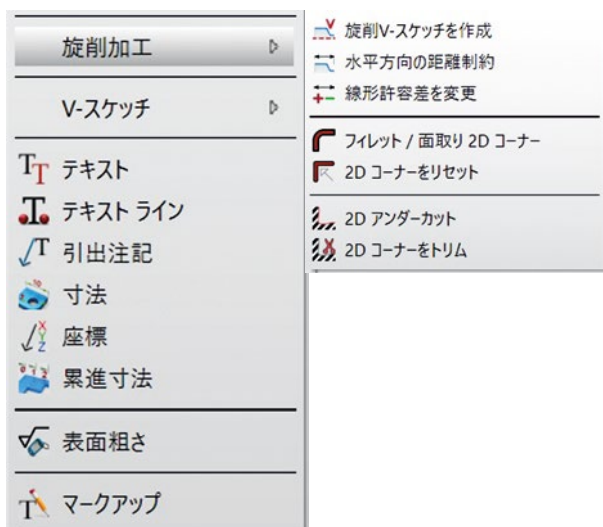 旋削加工
V-スケッチ
テキスト
テキスト ライン
引出注記
寸法
座標
累進寸法
表面粗さ
マークアップ
旋削V-スケッチを作成
水平方向の距離制約
線形許容差を変更
フィレット / 面取り 2D コーナー
2D コーナーをリセット
2D アンダーカット
2D コーナーをトリム